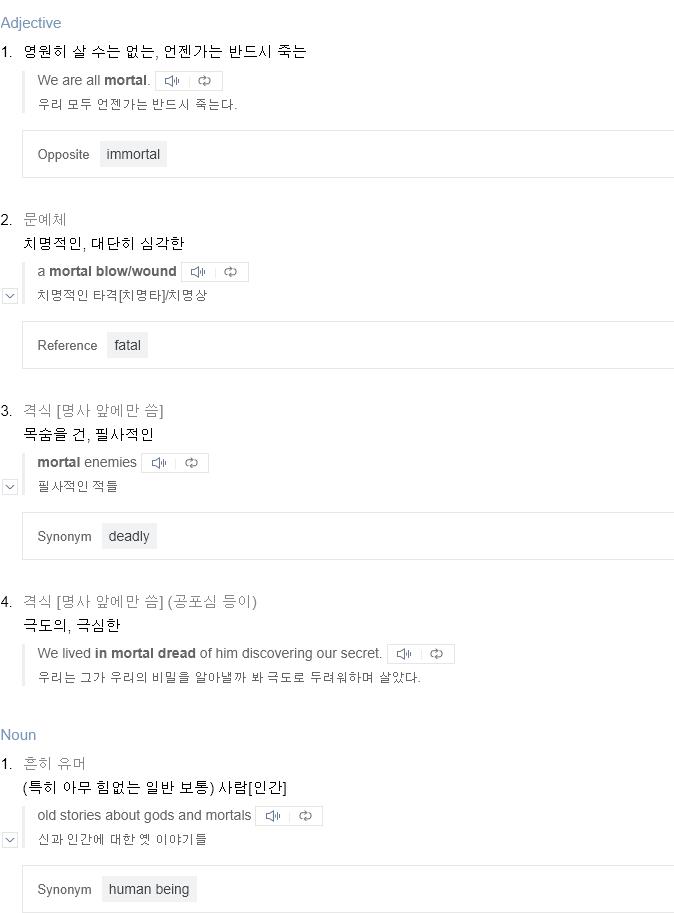 Adjective
1. 영원히 살 수는 없는, 언젠가는 반드시 죽는
We are all mortal.
우리 모두 언젠가는 반드시 죽는다.
Opposite immortal
2. 문예체
치명적인, 대단히 심각한
a mortal blow/wound
치명적인 타격[치명타]/치명상
Reference fatal
3. 격식 [명사 앞에만 씀]
목숨을 건, 필사적인
mortal enemies
필사적인 적들
Synonym deadly
4. 격식 [명사 앞에만 씀] (공포심 등이)
극도의, 극심한
We lived in mortal dread of him discovering our secret.
우리는 그가 우리의 비밀을 알아낼까 봐 극도로 두려워하며 살았다.
Noun
1. 흔히 유머
(특히 아무 힘없는 일반 보통) 사람[인간]
old stories about gods and mortals
신과 인간에 대한 옛 이야기들
Synonym human being